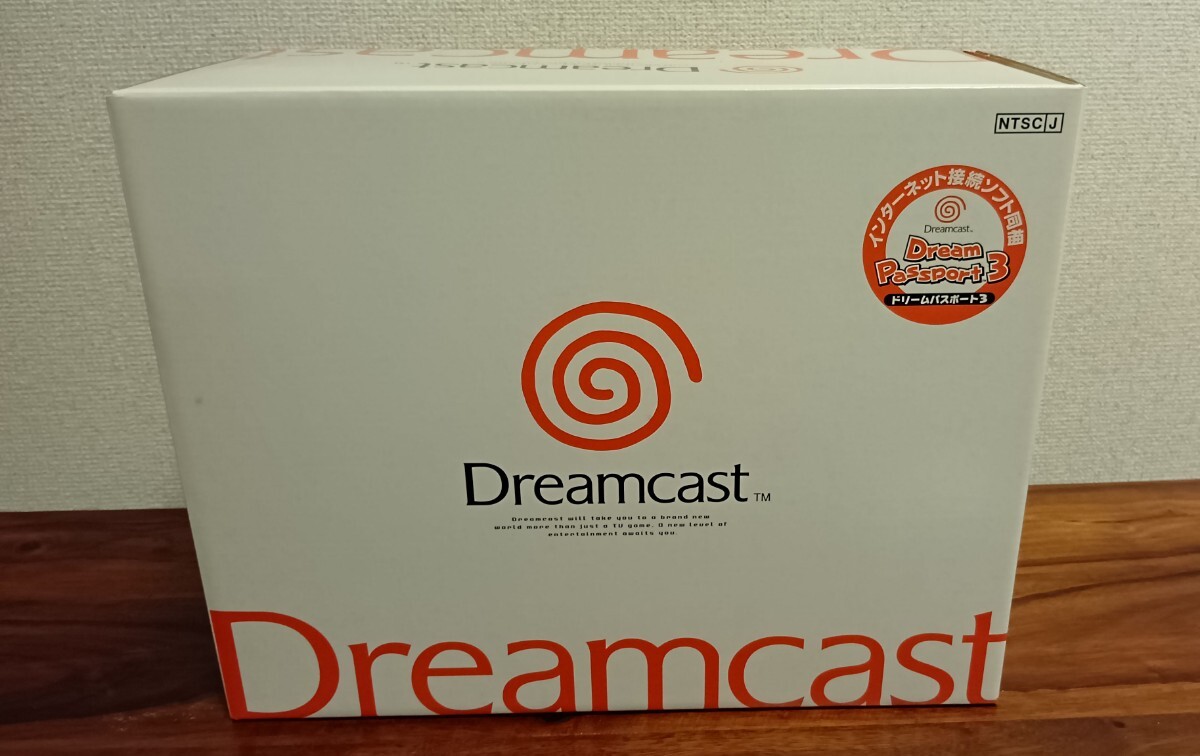 Dreamcast
Dreamcast™
NTSC J
インターネット接続ソフト同梱
Dreamcast™
Dream
Passport.3
ドリームパスポート3
Dreamcast™
Dreamcast will take you to a brand new
world more than just a TV game. A new level of
entertainment awaits you.
Dreamcast